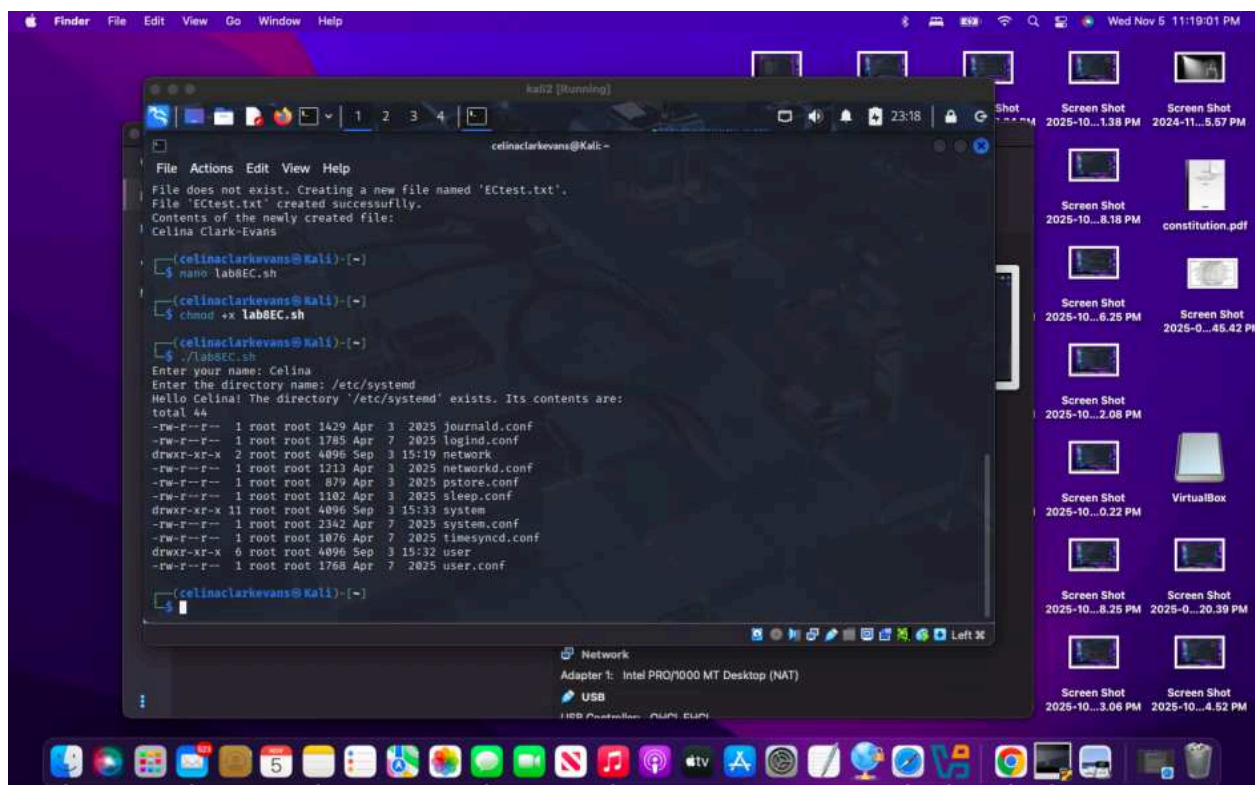 Finder File Edit View Go Window Help
Wed Nov 5 11:19:01 PM
kali2 [Running]
1 2 3 4
23:18
celinaclarkevans@Kali: ~
File Actions Edit View Help
File does not exist. Creating a new file named 'ECtest.txt'.
File 'ECtest.txt' created successuflly.
Contents of the newly created file:
Celina Clark-Evans
(celinaclarkevans㉿Kali)-[~]
$ nano lab8EC.sh
(celinaclarkevans㉿Kali)-[~]
$ chmod +x lab8EC.sh
(celinaclarkevans㉿Kali)-[~]
$ ./lab8EC.sh
Enter your name: Celina
Enter the directory name: /etc/systemd
Hello Celina! The directory '/etc/systemd' exists. Its contents are:
total 44
-rw-r--r-- 1 root root 1429 Apr 3 2025 journald.conf
-rw-r--r-- 1 root root 1785 Apr 7 2025 logind.conf
drwxr-xr-x 2 root root 4096 Sep 3 15:19 network
-rw-r--r-- 1 root root 1213 Apr 3 2025 networkd.conf
-rw-r--r-- 1 root root 879 Apr 3 2025 pstore.conf
-rw-r--r-- 1 root root 1102 Apr 3 2025 sleep.conf
drwxr-xr-x 11 root root 4096 Sep 3 15:33 system
-rw-r--r-- 1 root root 2342 Apr 7 2025 system.conf
-rw-r--r-- 1 root root 1076 Apr 7 2025 timesyncd.conf
drwxr-xr-x 6 root root 4096 Sep 3 15:32 user
-rw-r--r-- 1 root root 1768 Apr 7 2025 user.conf
(celinaclarkevans㉿Kali)-[~]
$
Left ⌘
Network
Adapter 1: Intel PRO/1000 MT Desktop (NAT)
USB
USB Controller: OHCI, EHCI
Shot
Screen Shot
2025-10...1.38 PM
Screen Shot
2024-11...5.57 PM
Screen Shot
2025-10...8.18 PM
constitution.pdf
Screen Shot
2025-10...6.25 PM
Screen Shot
2025-0...45.42 PM
Screen Shot
2025-10...2.08 PM
Screen Shot
2025-10...0.22 PM
VirtualBox
Screen Shot
2025-10...8.25 PM
Screen Shot
2025-0...20.39 PM
Screen Shot
2025-10...3.06 PM
Screen Shot
2025-10...4.52 PM
523
NOV
5
tv